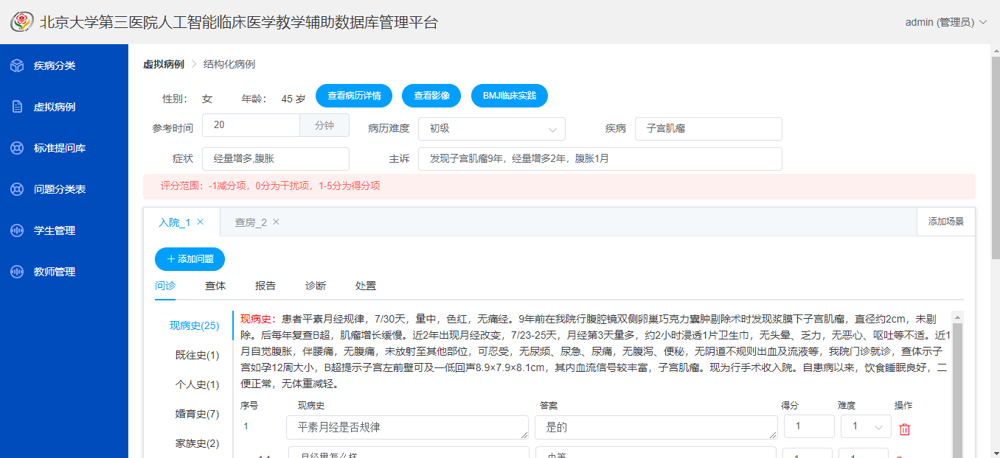 北京大学第三医院人工智能临床医学教学辅助数据库管理平台
admin (管理员)
疾病分类
虚拟病例
标准提问库
问题分类表
学生管理
教师管理
虚拟病例 > 结构化病例
性别： 女 年龄： 45 岁 查看病历详情 查看影像 BMJ临床实践
参考时间 20 分钟 病历难度 初级 疾病 子宫肌瘤
症状 经量增多,腹胀 主诉 发现子宫肌瘤9年，经量增多2年，腹胀1月
评分范围：-1减分项，0分为干扰项，1-5分为得分项
入院_1 × 查房_2 × 添加场景
+ 添加问题
问诊 查体 报告 诊断 处置
现病史(25)
既往史(1)
个人史(1)
婚育史(7)
家族史(2)
现病史：患者平素月经规律，7/30天，量中，色红，无痛经。9年前在我院行腹腔镜双侧卵巢巧克力囊肿剔除术时发现浆膜下子宫肌瘤，直径约2cm，未剔
除。后每年复查B超，肌瘤增长缓慢。近2年出现月经改变，7/23-25天，月经第3天量多，约2小时浸透1片卫生巾，无头晕、乏力，无恶心、呕吐等不适。近1
月自觉腹胀，伴腰痛，无腹痛，未放射至其他部位，可忍受，无尿频、尿急、尿痛，无腹泻、便秘，无阴道不规则出血及流液等，我院门诊就诊，查体示子
宫如孕12周大小，B超提示子宫左前壁可及一低回声8.9×7.9×8.1cm，其内血流信号较丰富，子宫肌瘤。现为行手术收入院。自患病以来，饮食睡眠良好，二
便正常，无体重减轻。
序号 现病史 答案 得分 难度 操作
1 平素月经是否规律 是的 1 1